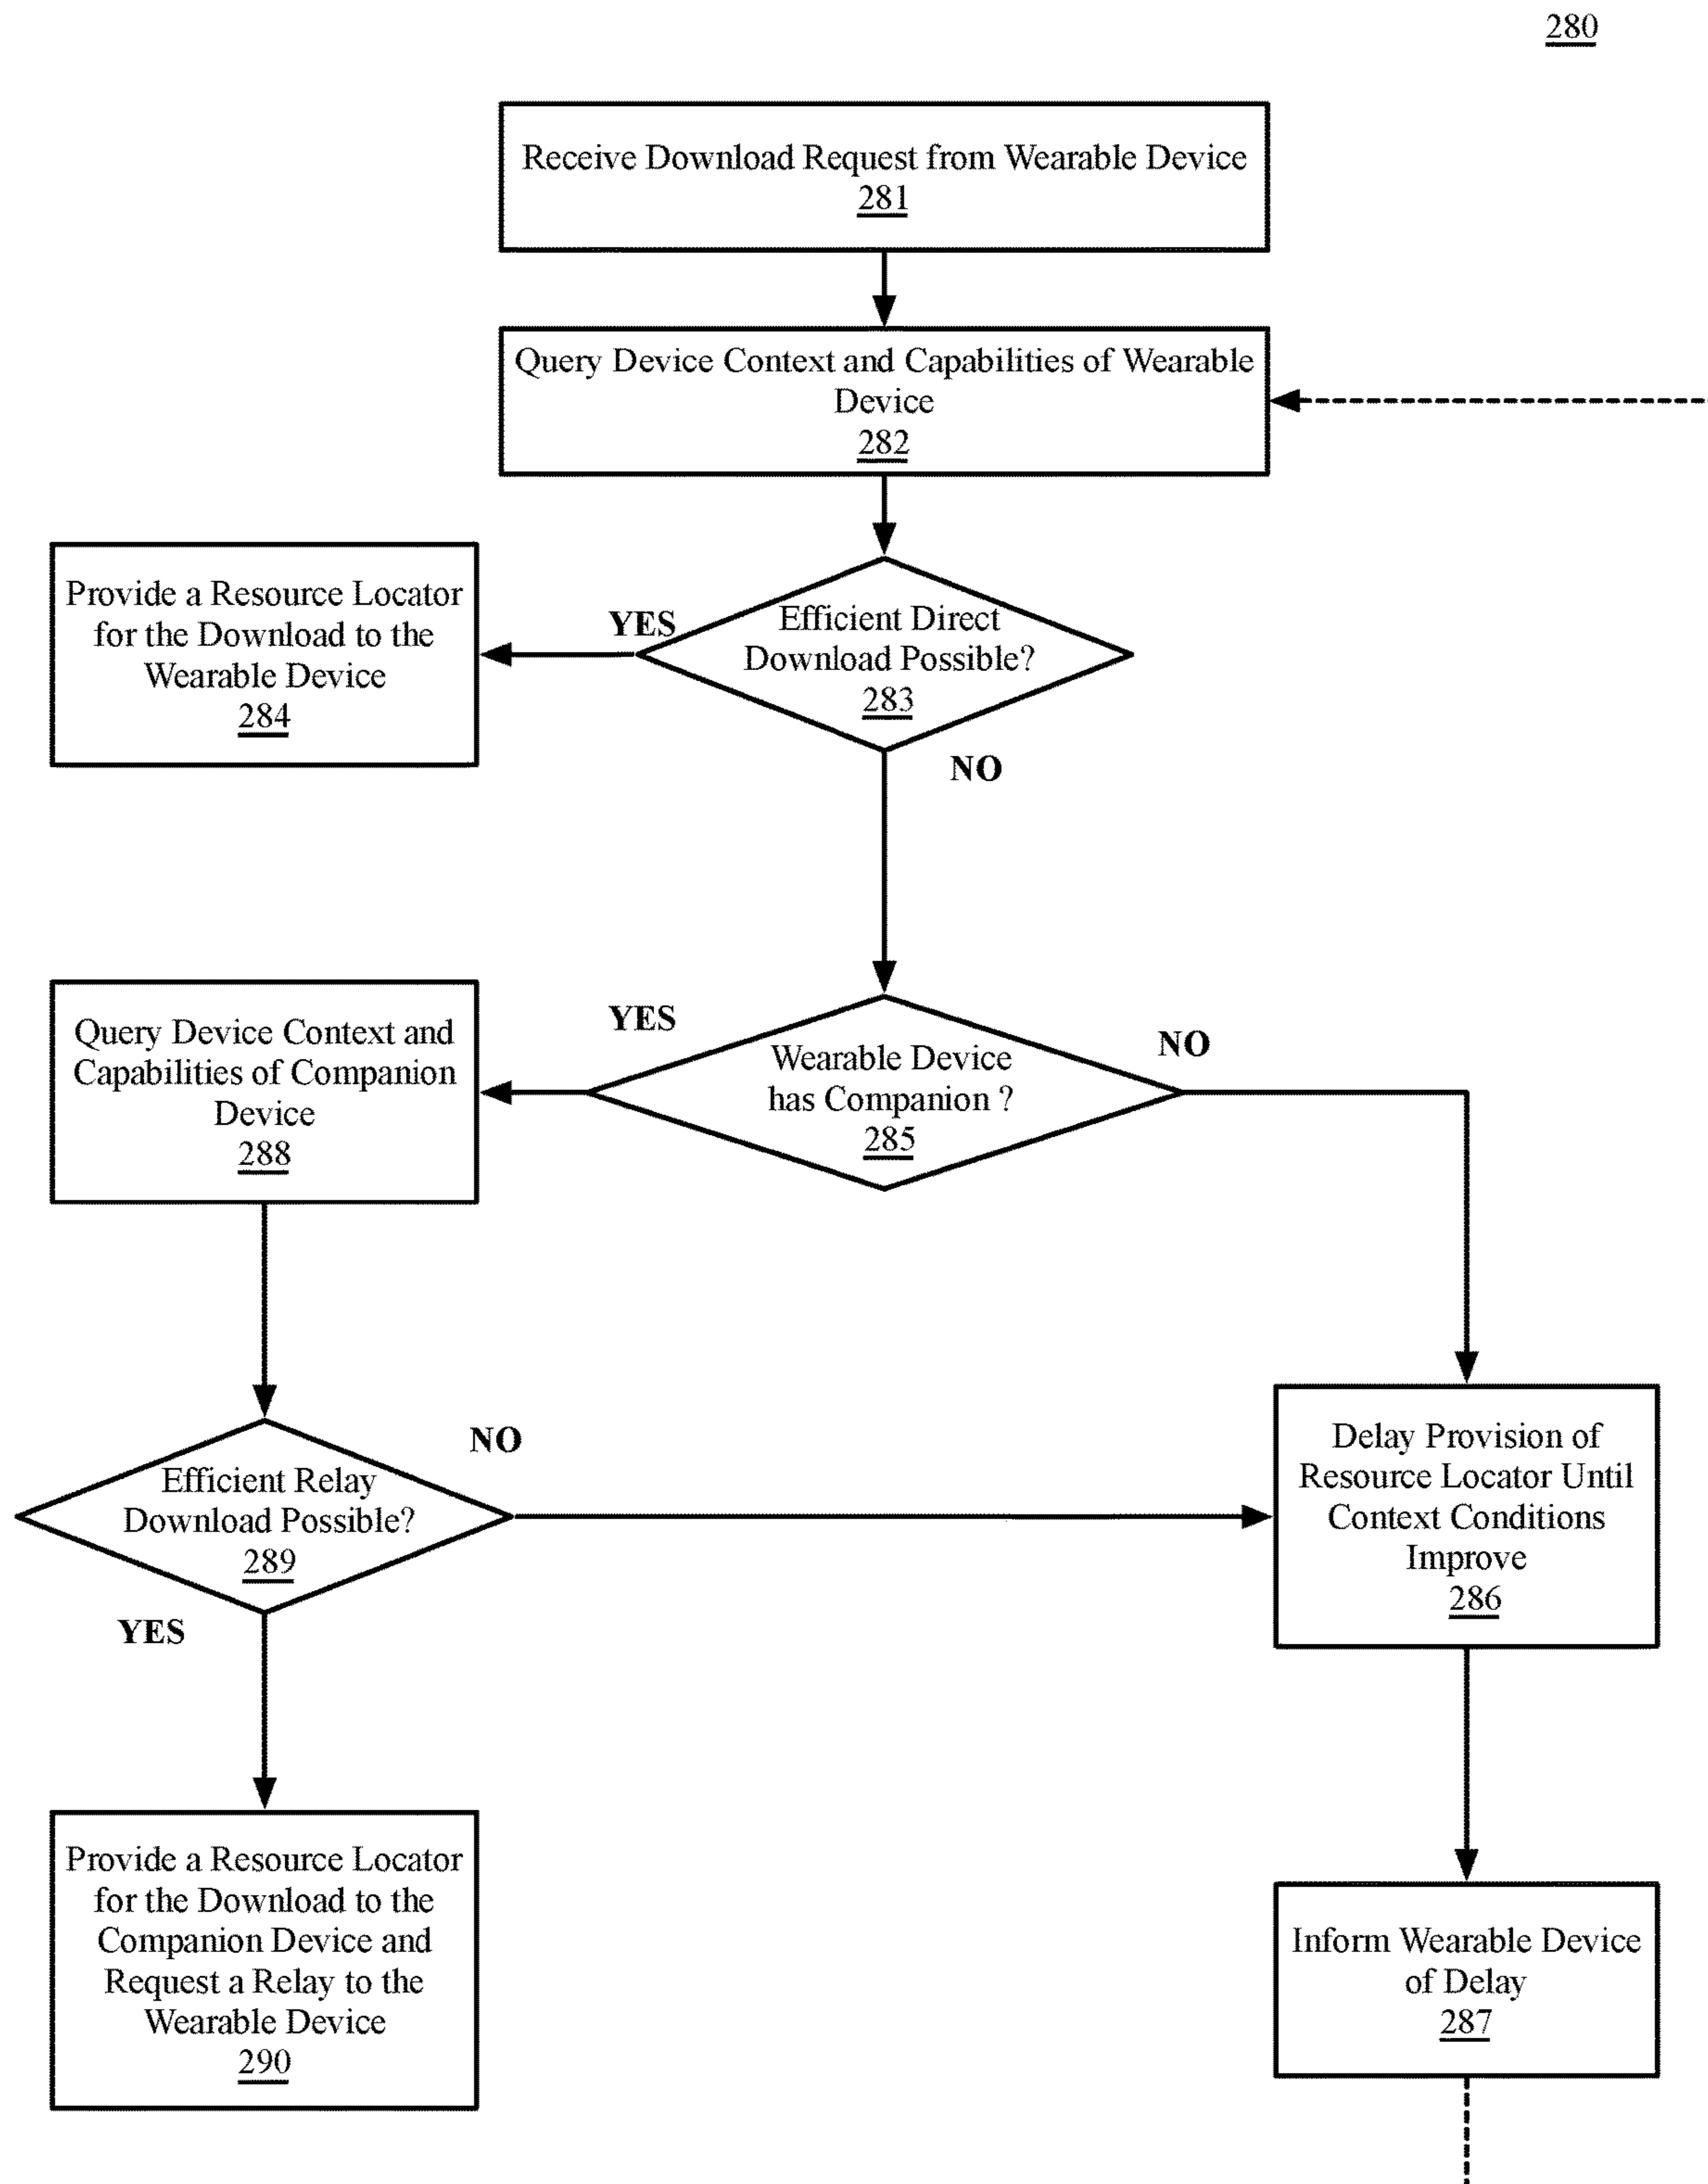 280
Receive Download Request from Wearable Device
281
Query Device Context and Capabilities of Wearable
Device
282
Provide a Resource Locator
for the Download to the
Wearable Device
284
YES
Efficient Direct
Download Possible?
283
NO
Query Device Context and
Capabilities of Companion
Device
288
YES
Wearable Device
has Companion ?
285
NO
Efficient Relay
Download Possible?
289
NO
YES
Delay Provision of
Resource Locator Until
Context Conditions
Improve
286
Provide a Resource Locator
for the Download to the
Companion Device and
Request a Relay to the
Wearable Device
290
Inform Wearable Device
of Delay
287